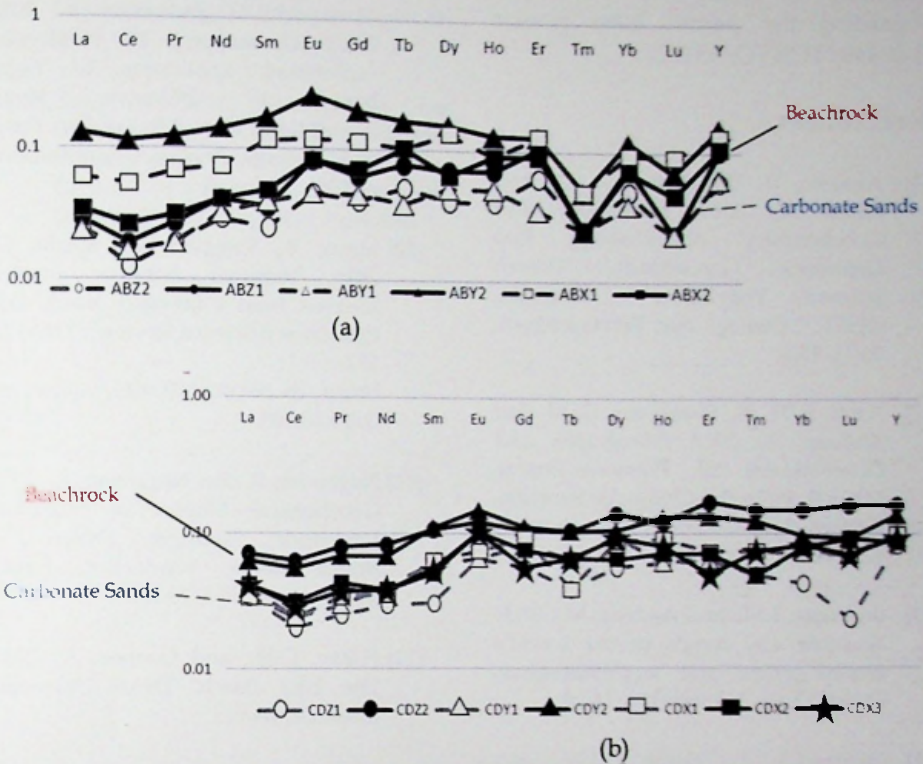 1
La Ce Pr Nd Sm Eu Gd Tb Dy Ho Er Tm Yb Lu Y
Beachrock
0.1
Carbonate Sands
0.01
ABZ2 ABZ1 ABY1 ABY2 ABX1 ABX2
(a)
1.00
La Ce Pr Nd Sm Eu Gd Tb Dy Ho Er Tm Yb Lu Y
Beachrock
0.10
Carbonate Sands
0.01
CDZ1 CDZ2 CDY1 CDY2 CDX1 CDX2 CDX3
(b)